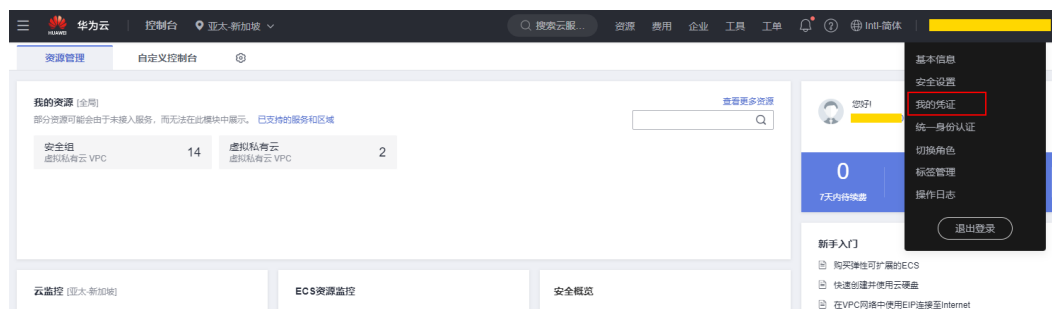 HUAWEI 华为云 控制台 亚太-新加坡 搜索云服... 资源 费用 企业 工具 工单 Intl-简体
资源管理 自定义控制台
基本信息
安全设置
我的凭证
统一身份认证
切换角色
标签管理
操作日志
退出登录
我的资源 [全局] 查看更多资源
部分资源可能会由于未接入服务，而无法在此模块中展示。 已支持的服务和区域
安全组 14 虚拟私有云 2
虚拟私有云 VPC 虚拟私有云 VPC
您好!
0
7天内待续费
新手入门
购买弹性可扩展的ECS
快速创建并使用云硬盘
在VPC网络中使用EIP连接至Internet
云监控 [亚太-新加坡] ECS资源监控 安全概览